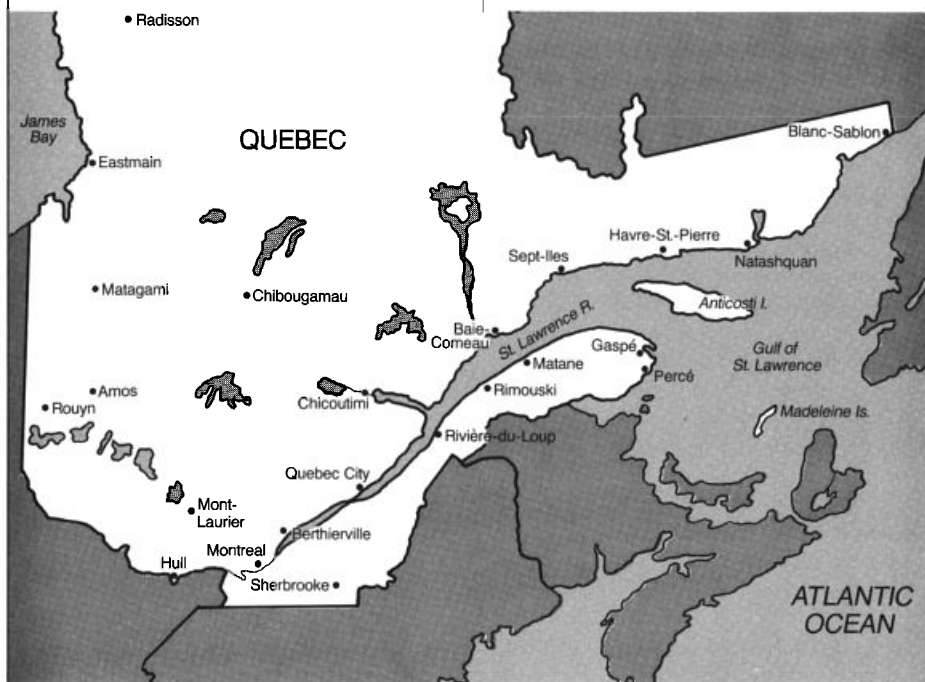 Radisson
James
Bay
QUEBEC
Blanc-Sablon
Eastmain
Havre-St.-Pierre
Sept-Iles
Natashquan
Matagami
Chibougamau
Anticosti I.
St. Lawrence R.
Baie-
Comeau
Gaspé
Gulf of
St. Lawrence
Matane
Percé
Amos
Chicoutimi
Rimouski
Rouyn
Madeleine Is.
Rivière-du-Loup
Quebec City
Mont-
Laurier
Berthierville
Montreal
Hull
Sherbrooke
ATLANTIC
OCEAN